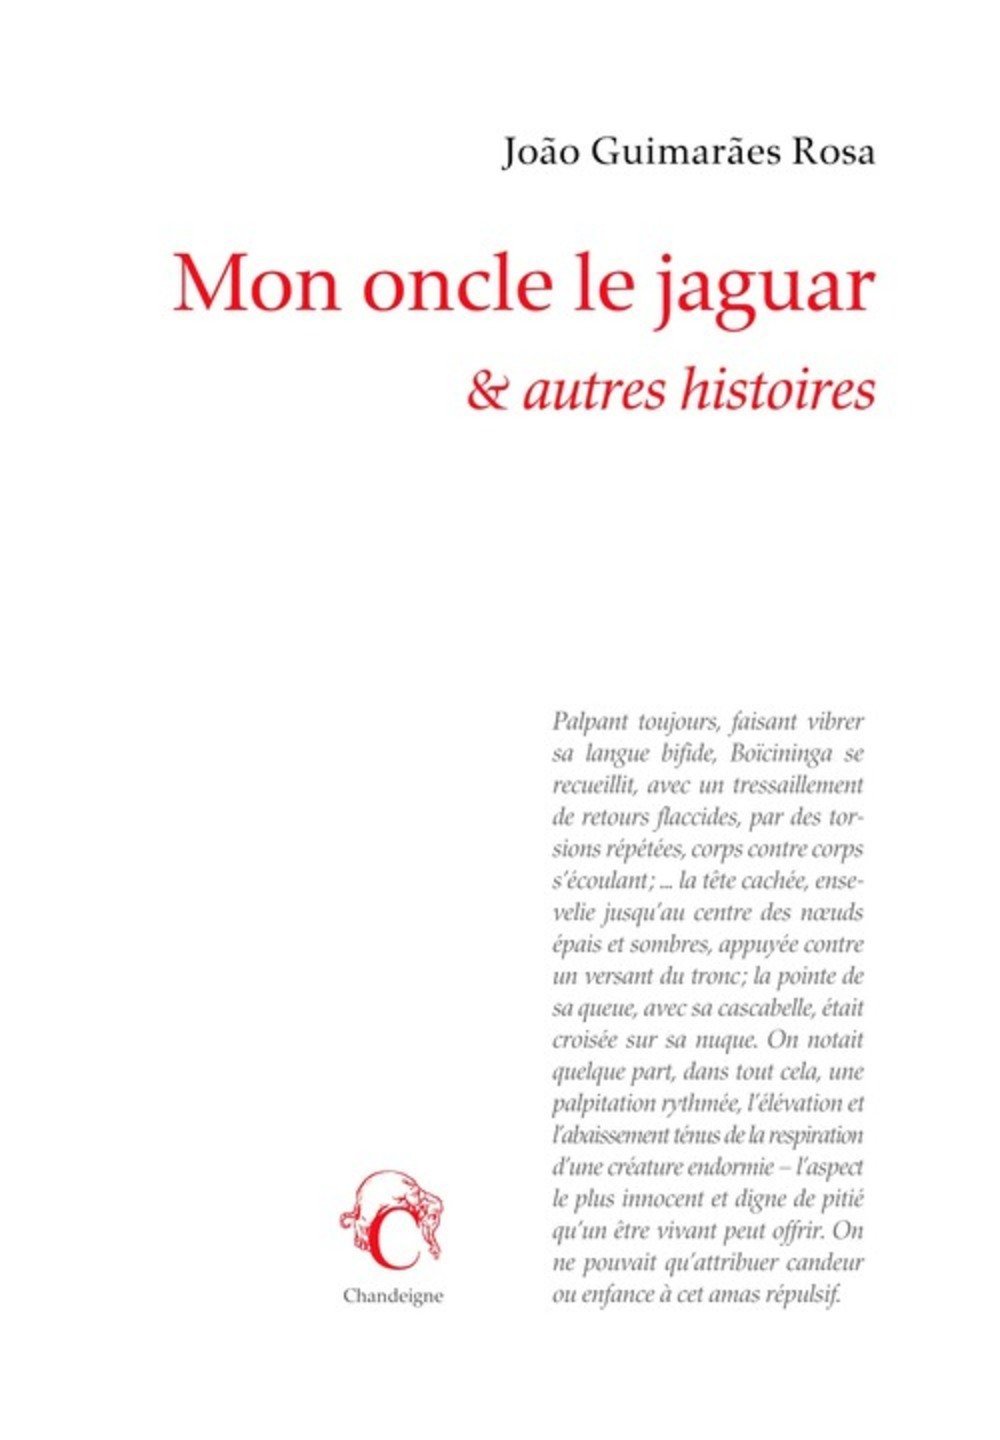 João Guimarães Rosa
Mon oncle le jaguar
& autres histoires
Palpant toujours, faisant vibrer
sa langue bifide, Boïcininga se
recueillit, avec un tressaillement
de retours flaccides, par des tor-
sions répétées, corps contre corps
s'écoulant ; ... la tête cachée, ense-
velie jusqu'au centre des nœuds
épais et sombres, appuyée contre
un versant du tronc ; la pointe de
sa queue, avec sa cascabelle, était
croisée sur sa nuque. On notait
quelque part, dans tout cela, une
palpitation rythmée, l'élévation et
l'abaissement ténus de la respiration
d'une créature endormie – l'aspect
le plus innocent et digne de pitié
qu'un être vivant peut offrir. On
ne pouvait qu'attribuer candeur
ou enfance à cet amas répulsif.
C
Chandeigne